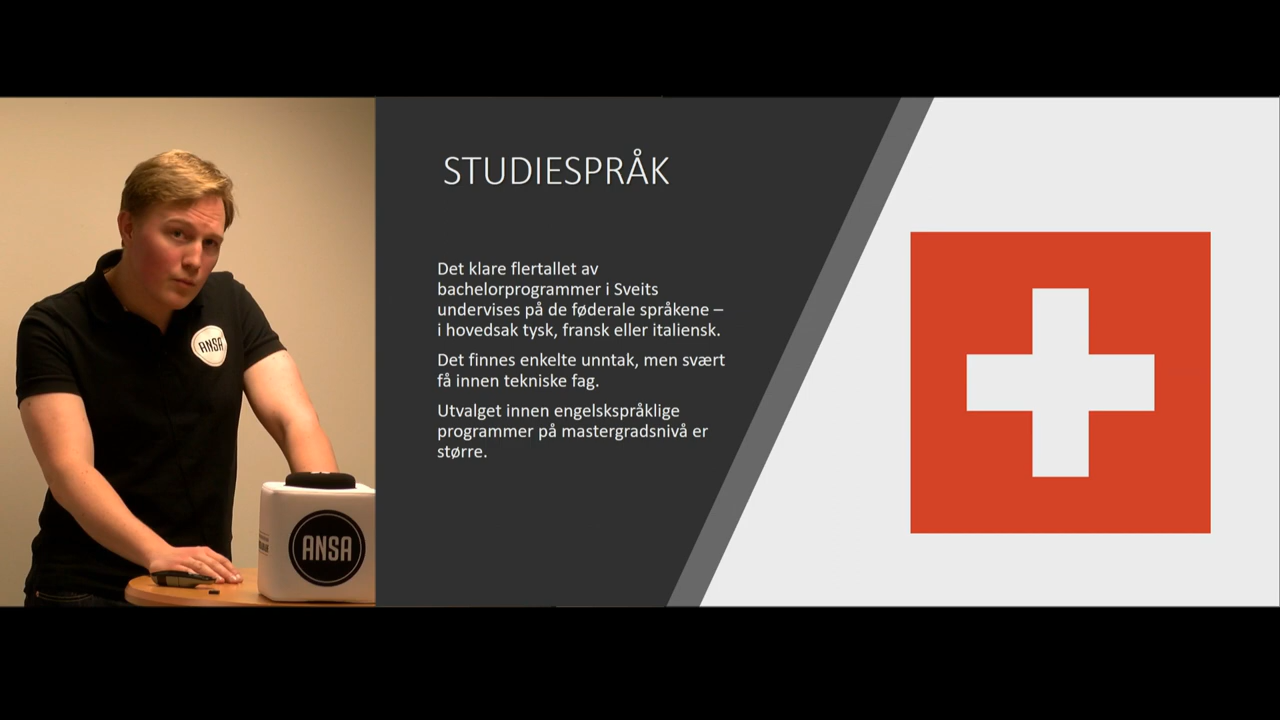 STUDIESPRÅK
Det klare flertallet av
bachelorprogrammer i Sveits
undervises på de føderale språkene –
i hovedsak tysk, fransk eller italiensk.
Det finnes enkelte unntak, men svært
få innen tekniske fag.
Utvalget innen engelskspråklige
programmer på mastergradsnivå er
større.
ANSA
ANSA